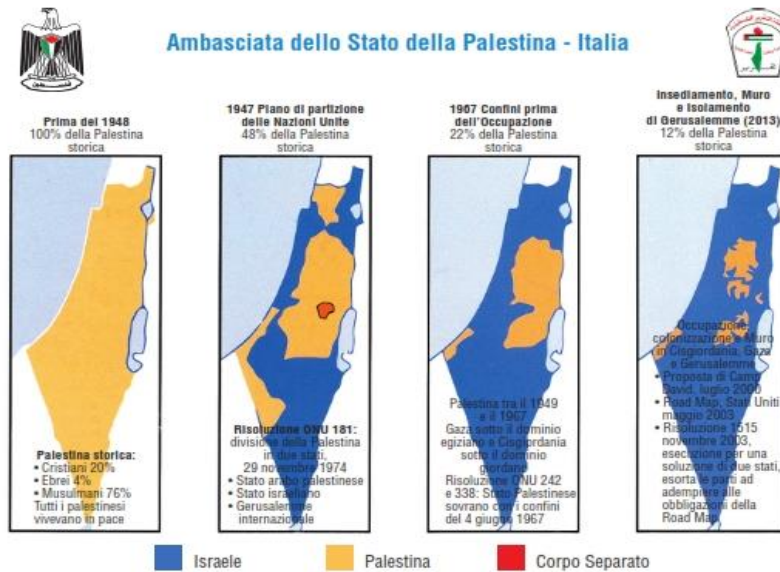 Ambasciata dello Stato della Palestina - Italia
Prima del 1948
100% della Palestina
storica
1947 Piano di partizione
delle Nazioni Unite
48% della Palestina
storica
1967 Confini prima
dell'Occupazione
22% della Palestina
storica
Insediamento, Muro
e Isolamento
di Gerusalemme (2013)
12% della Palestina
storica
Palestina storica:
• Cristiani 20%
• Ebrei 4%
• Musulmani 76%
Tutti i palestinesi
vivevano in pace
Risoluzione ONU 181:
divisione della Palestina
in due stati,
29 novembre 1974
• Stato arabo palestinese
• Stato israeliano
• Gerusalemme
internazionale
Palestina tra il 1949
e il 1967
Gaza sotto il dominio
egiziano e Cisgiordania
sotto il dominio
giordano
Risoluzione ONU 242
e 338: Stato Palestinese
sovrano con i confini
del 4 giugno 1967
Occupazione,
colonizzazione e Muro
in Cisgiordania, Gaza
e Gerusalemme
• Proposta di Camp
David, luglio 2000
• Road Map, Stati Uniti
maggio 2003
• Risoluzione 1515
novembre 2003,
esecuzione per una
soluzione di due stati,
esorta le parti ad
adempiere alle
obbligazioni della
Road Map
Israele
Palestina
Corpo Separato